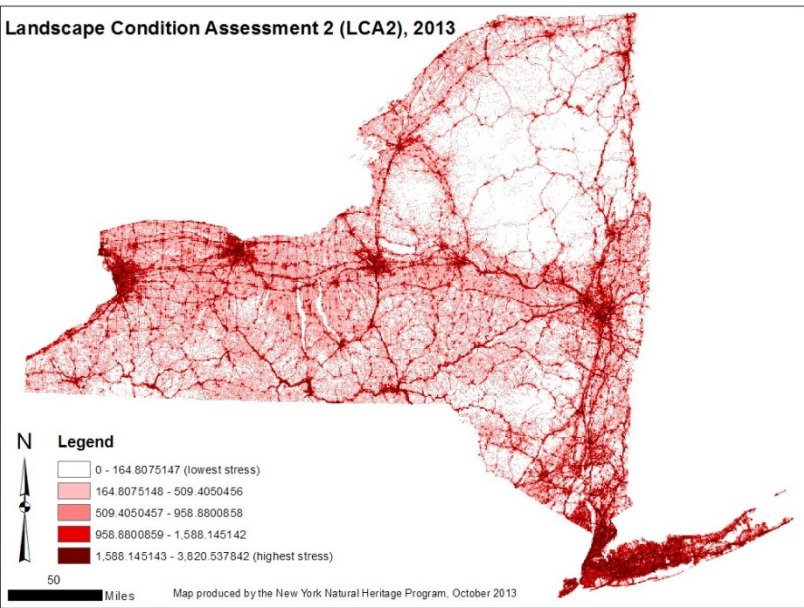 Landscape Condition Assessment 2 (LCA2), 2013
N
Legend
0 - 164.8075147 (lowest stress)
164.8075148 - 509.4050456
509.4050457 - 958.8800858
958.8800859 - 1,588.145142
1,588.145143 - 3,820.537842 (highest stress)
50
Miles
Map produced by the New York Natural Heritage Program, October 2013